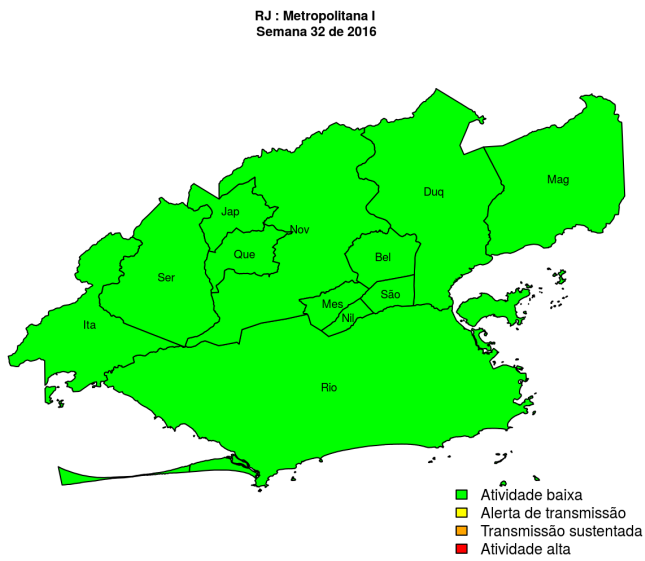 RJ : Metropolitana I
Semana 32 de 2016
Mag
Duq
Jap
Nov
Que
Bel
Ser
São
Mes
Nil
Ita
Rio
Atividade baixa
Alerta de transmissão
Transmissão sustentada
Atividade alta